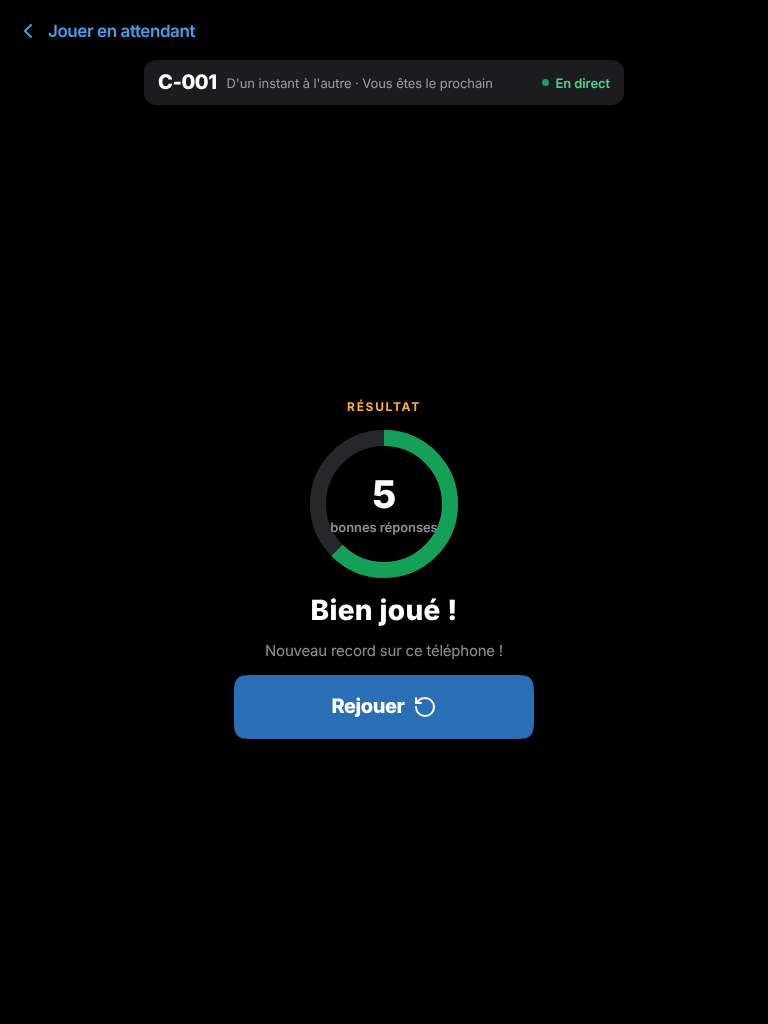 Jouer en attendant
C-001 D'un instant à l'autre · Vous êtes le prochain En direct
RÉSULTAT
5
bonnes réponses
Bien joué !
Nouveau record sur ce téléphone !
Rejouer